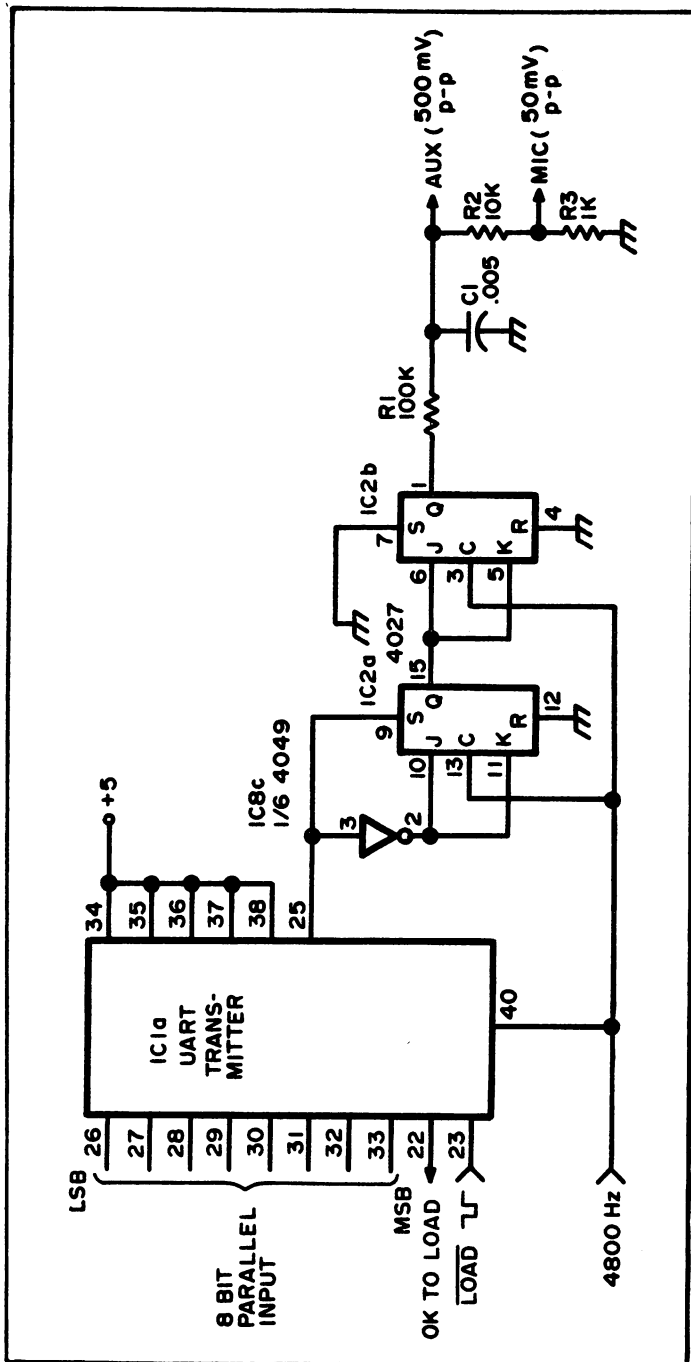 LSB
26
27
28
29
30
31
32
33
MSB
8 BIT
PARALLEL
INPUT
OK TO LOAD
22
LOAD
23
IC1a
UART
TRANS-
MITTER
34
35
36
37
38
25
40
+5
4800 Hz
IC8c
1/6 4049
3
2
IC2a
4027
9
S
10
J
Q
15
13
C
11
K
R
12
IC2b
7
S
6
J
Q
1
3
C
5
K
R
4
R1
100K
C1
.005
AUX (500mV
p-p
R2
10K
MIC (50mV
p-p
R3
1K